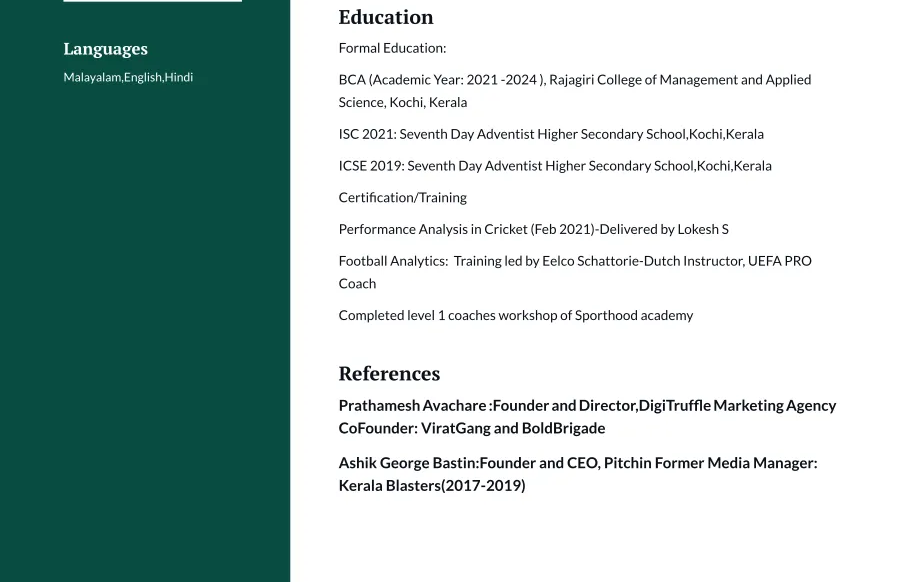 Languages
Malayalam,English,Hindi
Education
Formal Education:
BCA (Academic Year: 2021 -2024 ), Rajagiri College of Management and Applied
Science, Kochi, Kerala
ISC 2021: Seventh Day Adventist Higher Secondary School,Kochi,Kerala
ICSE 2019: Seventh Day Adventist Higher Secondary School,Kochi,Kerala
Certification/Training
Performance Analysis in Cricket (Feb 2021)-Delivered by Lokesh S
Football Analytics:  Training led by Eelco Schattorie-Dutch Instructor, UEFA PRO
Coach
Completed level 1 coaches workshop of Sporthood academy
References
Prathamesh Avachare :Founder and Director,DigiTruffle Marketing Agency
CoFounder: ViratGang and BoldBrigade
Ashik George Bastin:Founder and CEO, Pitchin Former Media Manager:
Kerala Blasters(2017-2019)